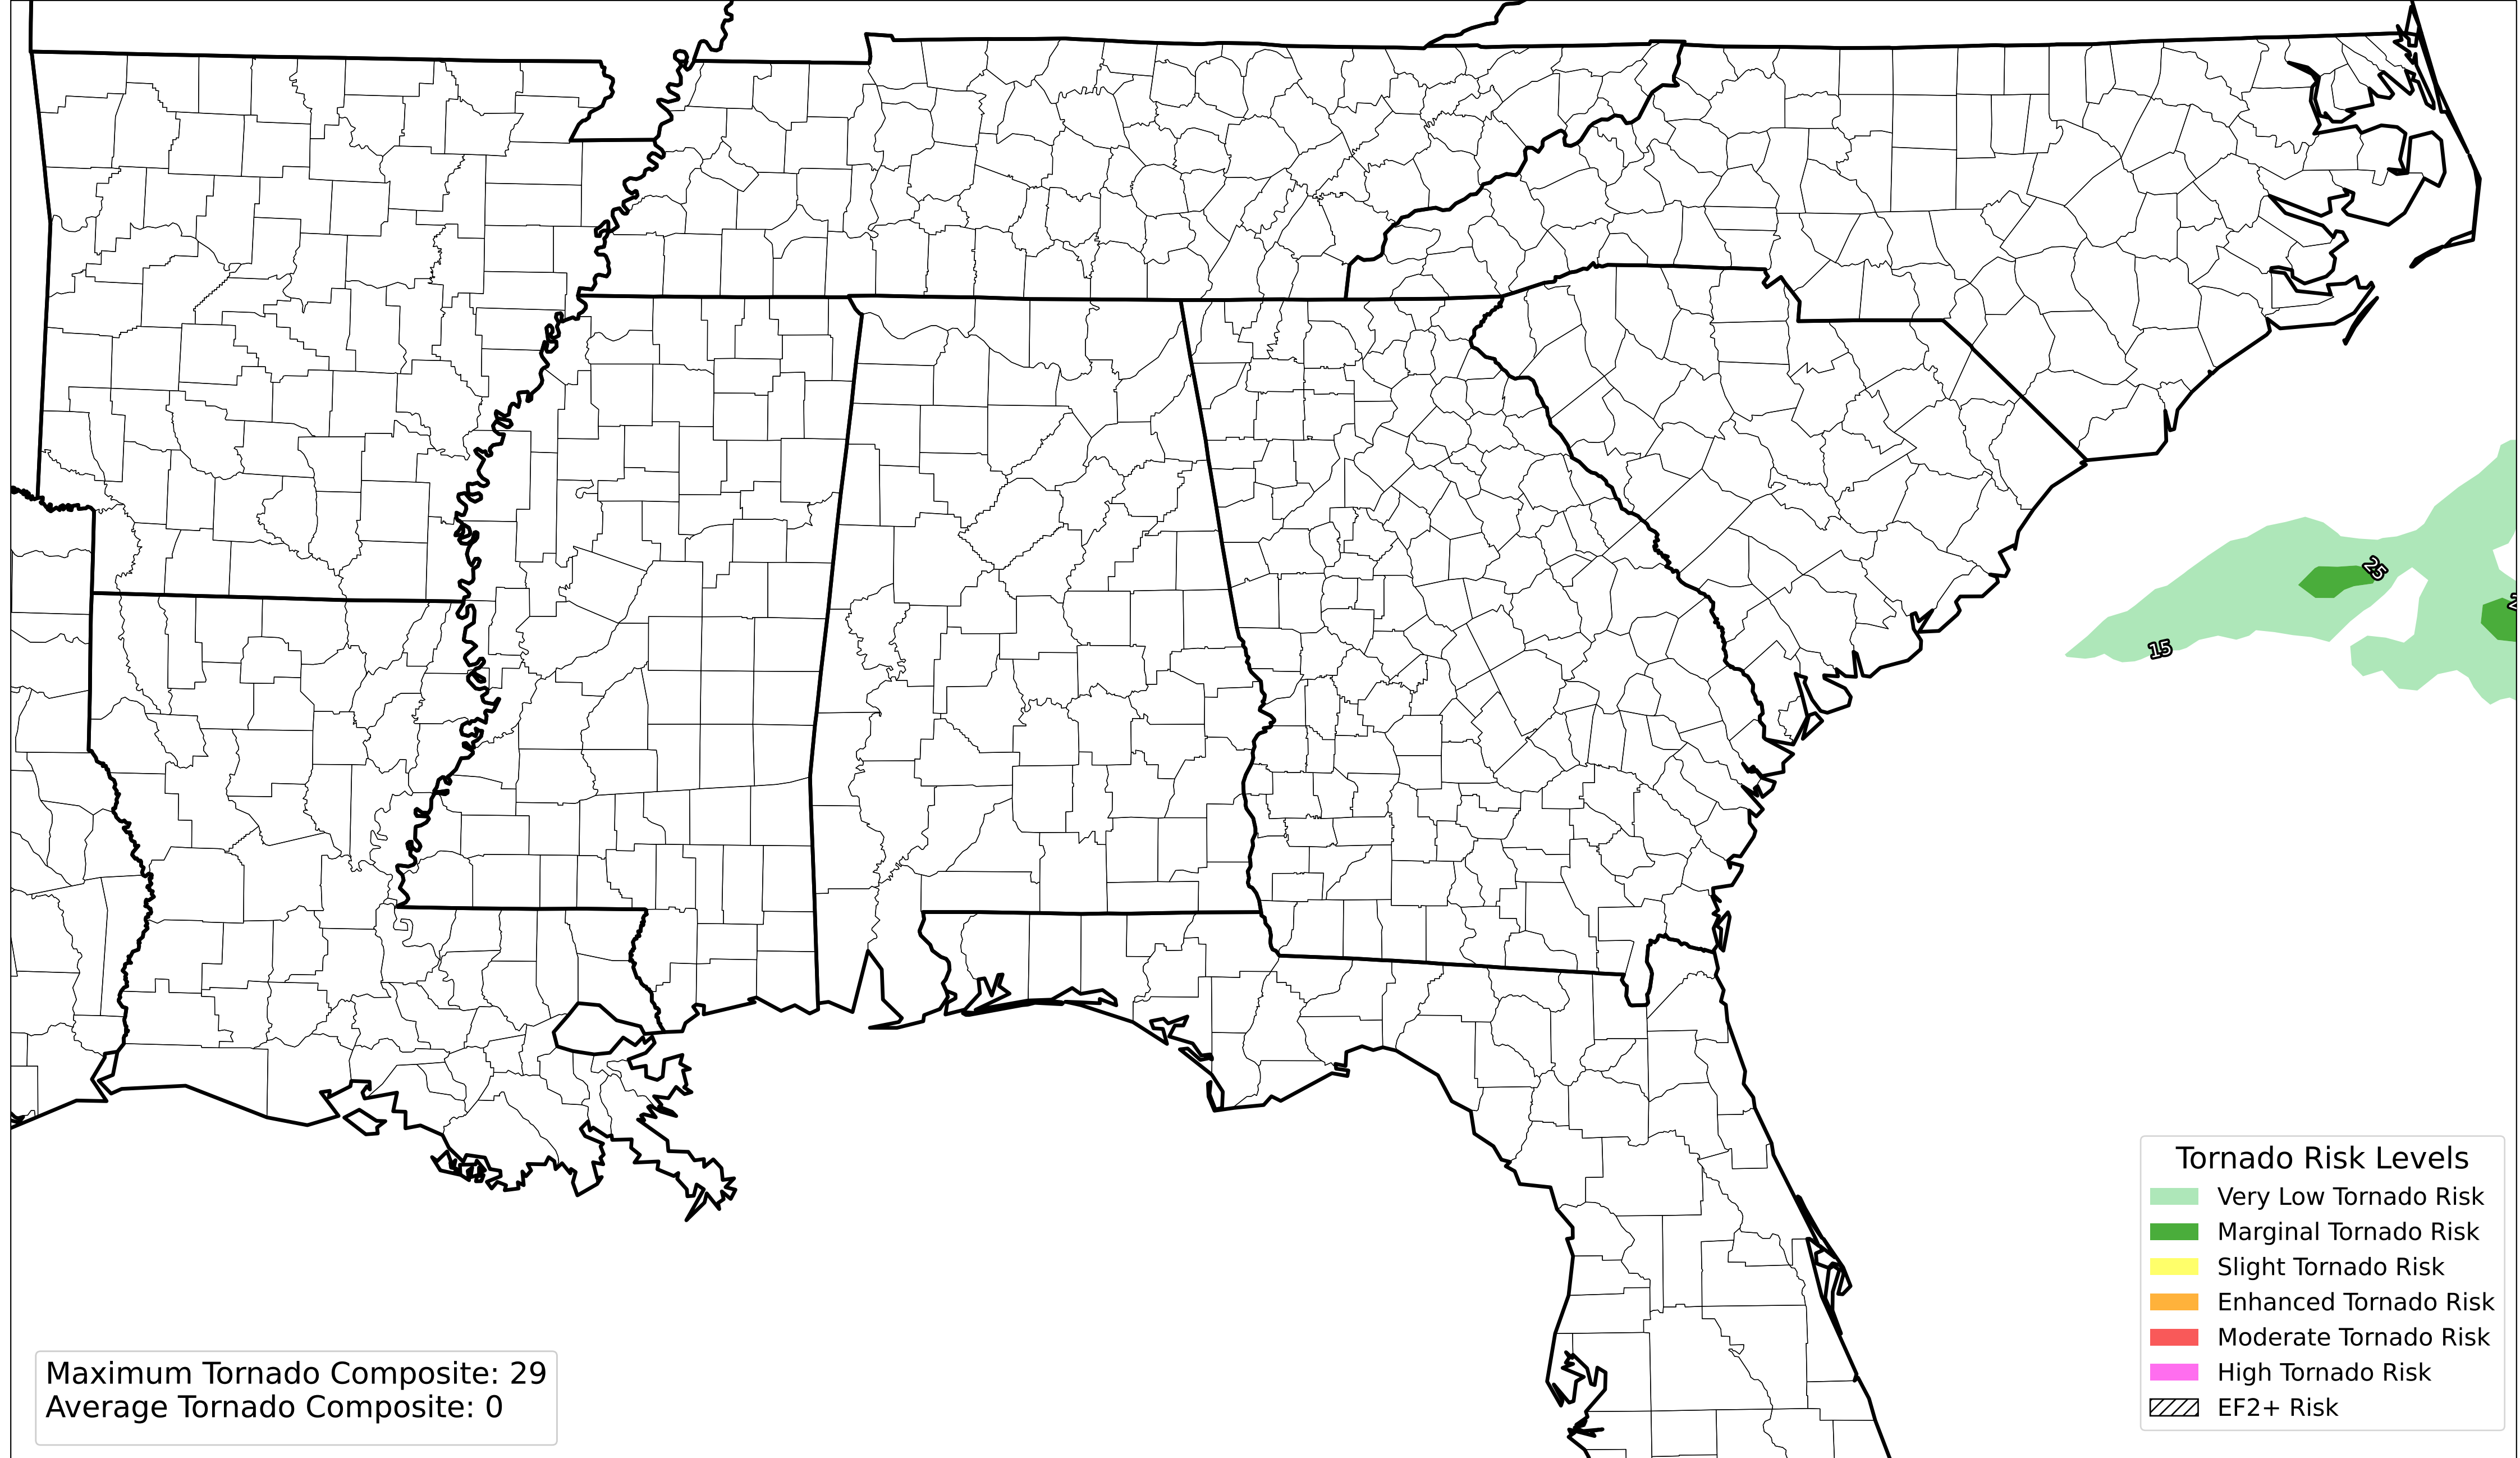 25
15
Tornado Risk Levels
Very Low Tornado Risk
Marginal Tornado Risk
Slight Tornado Risk
Enhanced Tornado Risk
Moderate Tornado Risk
High Tornado Risk
EF2+ Risk
Maximum Tornado Composite: 29
Average Tornado Composite: 0